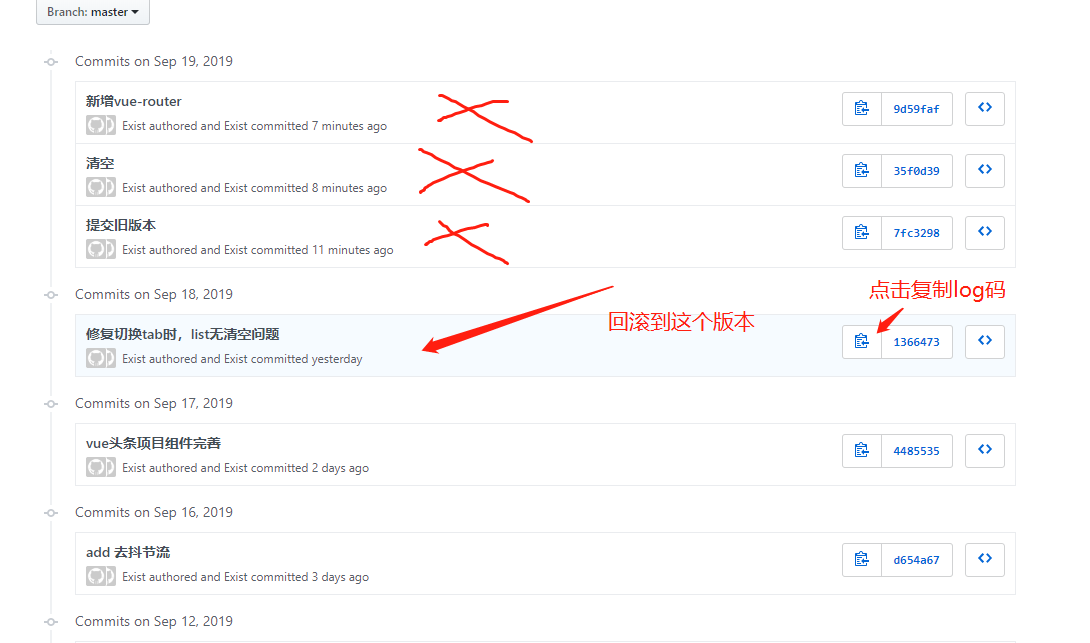 Branch: master
Commits on Sep 19, 2019
新增vue-router
Exist authored and Exist committed 7 minutes ago
9d59faf
清空
Exist authored and Exist committed 8 minutes ago
35f0d39
提交旧版本
Exist authored and Exist committed 11 minutes ago
7fc3298
Commits on Sep 18, 2019
点击复制log码
回滚到这个版本
修复切换tab时，list无清空问题
Exist authored and Exist committed yesterday
1366473
Commits on Sep 17, 2019
vue头条项目组件完善
Exist authored and Exist committed 2 days ago
4485535
Commits on Sep 16, 2019
add 去抖节流
Exist authored and Exist committed 3 days ago
d654a67
Commits on Sep 12, 2019